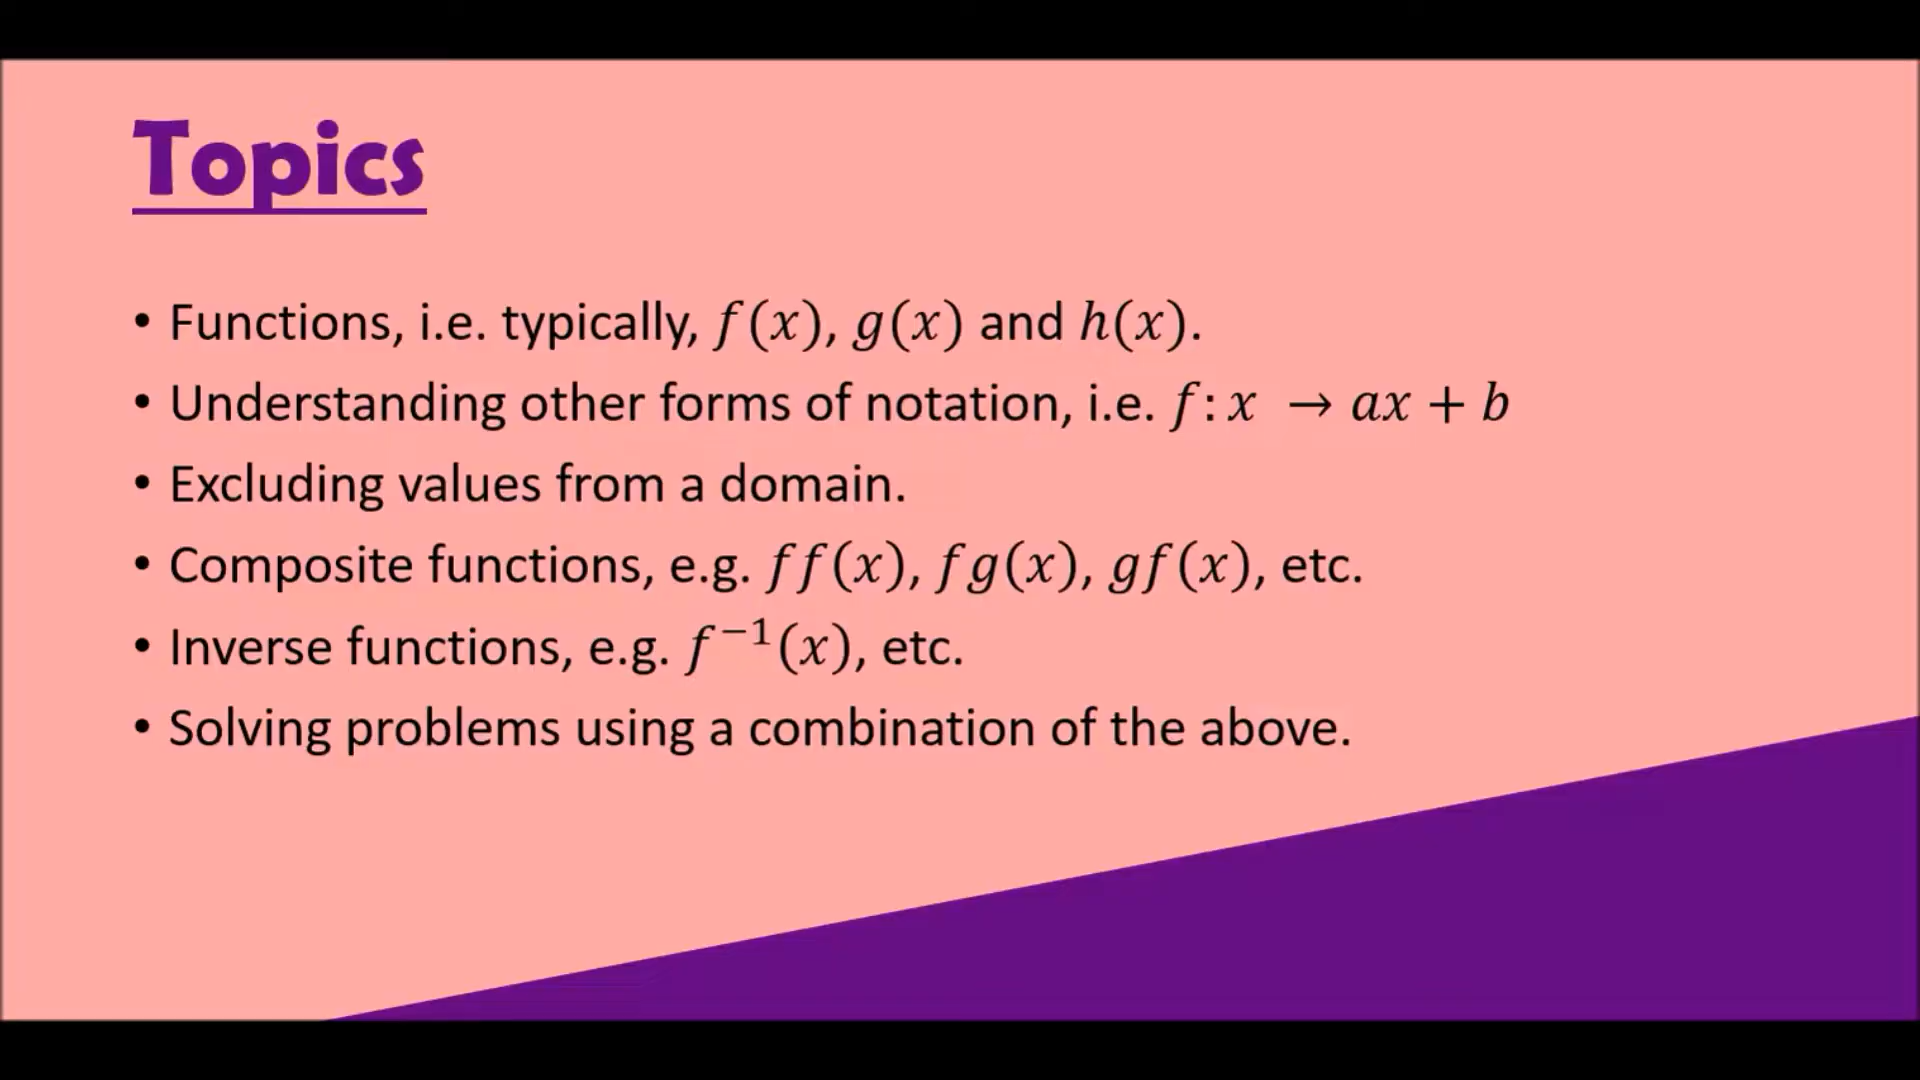 Topics
• Functions, i.e. typically, f(x), g(x) and h(x).
• Understanding other forms of notation, i.e. f: x → ax + b
• Excluding values from a domain.
• Composite functions, e.g. ff(x), fg(x), gf(x), etc.
• Inverse functions, e.g. f⁻¹(x), etc.
• Solving problems using a combination of the above.